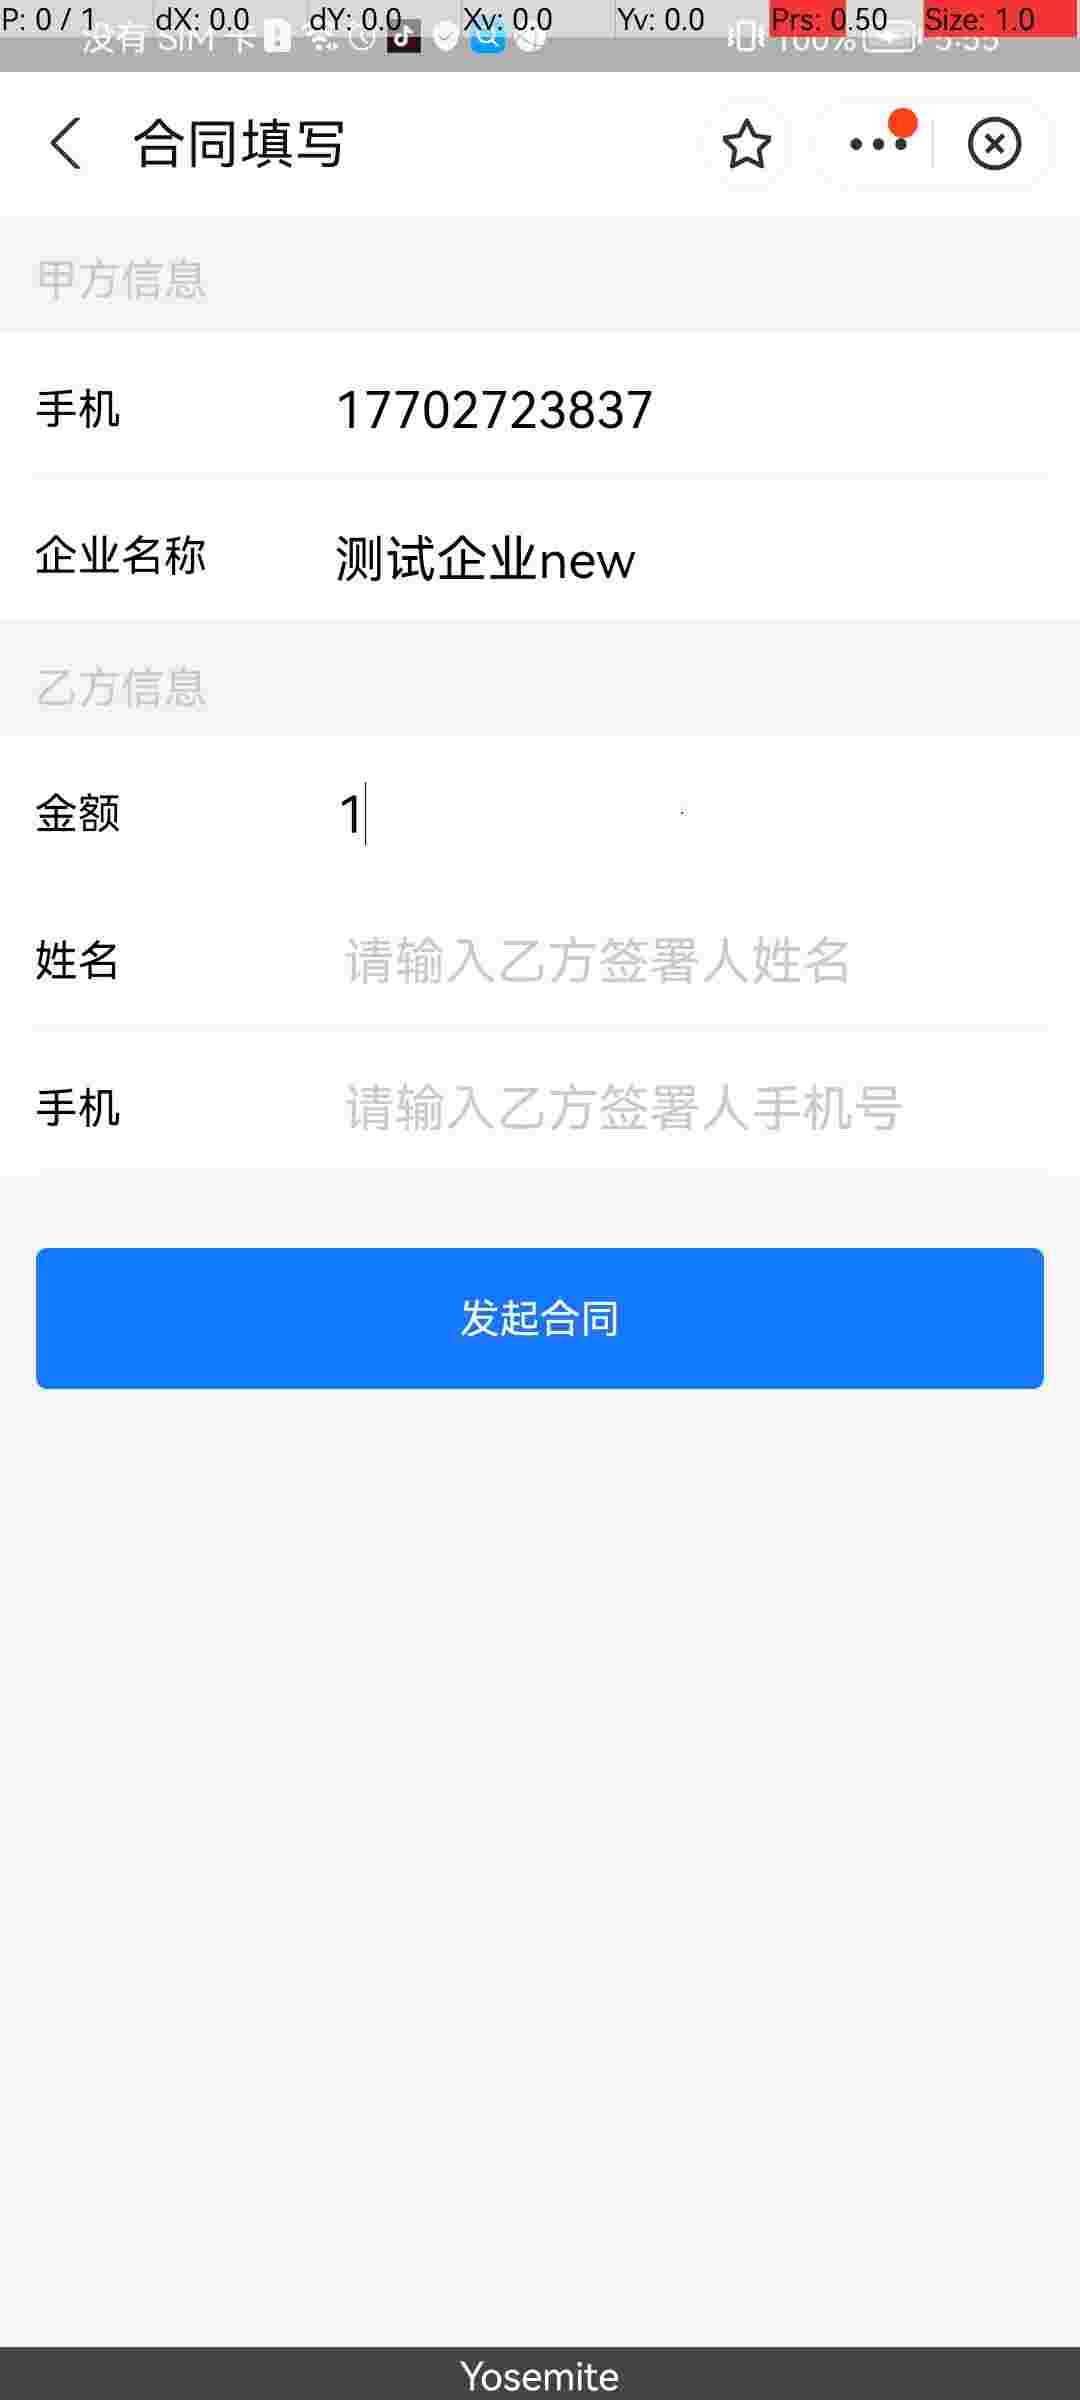 P: 0 / 1 dX: 0.0 dY: 0.0 Xv: 0.0 Yv: 0.0 Prs: 0.50 Size: 1.0
没有 SIM 卡 100% 5:35
合同填写
甲方信息
手机 17702723837
企业名称 测试企业new
乙方信息
金额 1
姓名 请输入乙方签署人姓名
手机 请输入乙方签署人手机号
发起合同
Yosemite